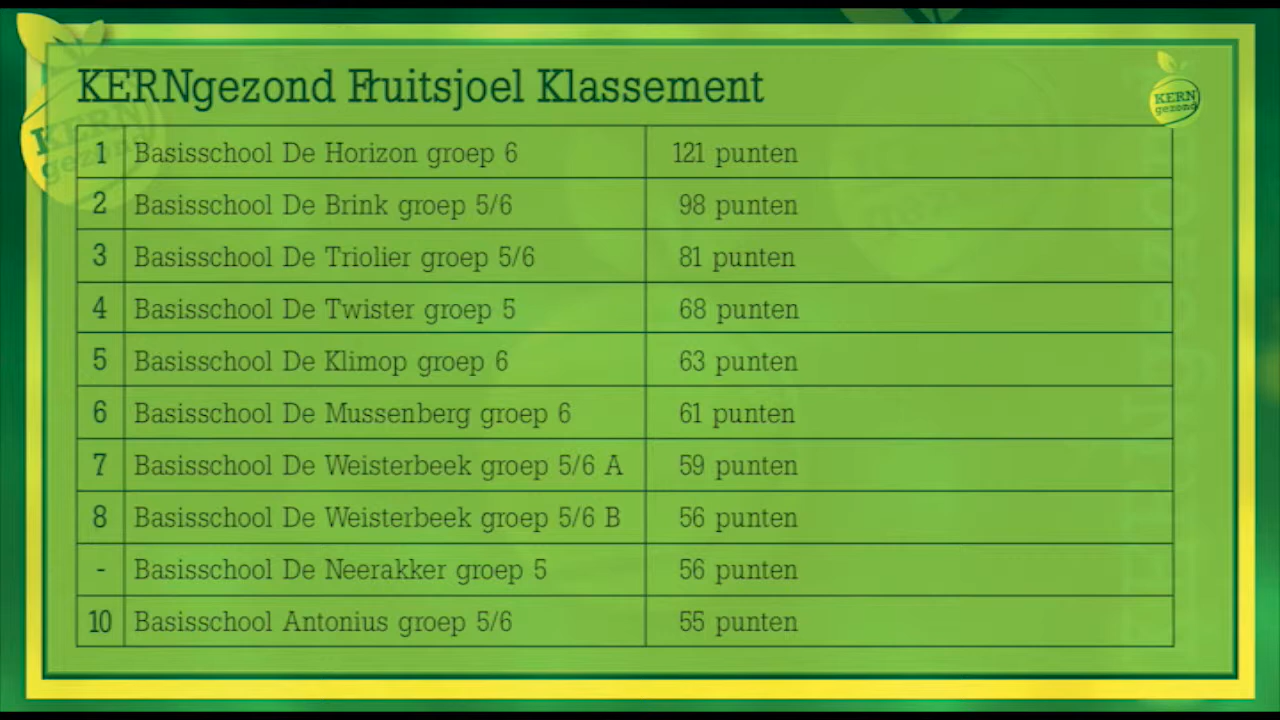 KERNgezond Fruitsjoel Klassement
KERN
gezond
KERN
gezond
1 Basisschool De Horizon groep 6 121 punten
2 Basisschool De Brink groep 5/6 98 punten
3 Basisschool De Triolier groep 5/6 81 punten
4 Basisschool De Twister groep 5 68 punten
5 Basisschool De Klimop groep 6 63 punten
6 Basisschool De Mussenberg groep 6 61 punten
7 Basisschool De Weisterbeek groep 5/6 A 59 punten
8 Basisschool De Weisterbeek groep 5/6 B 56 punten
- Basisschool De Neerakker groep 5 56 punten
10 Basisschool Antonius groep 5/6 55 punten